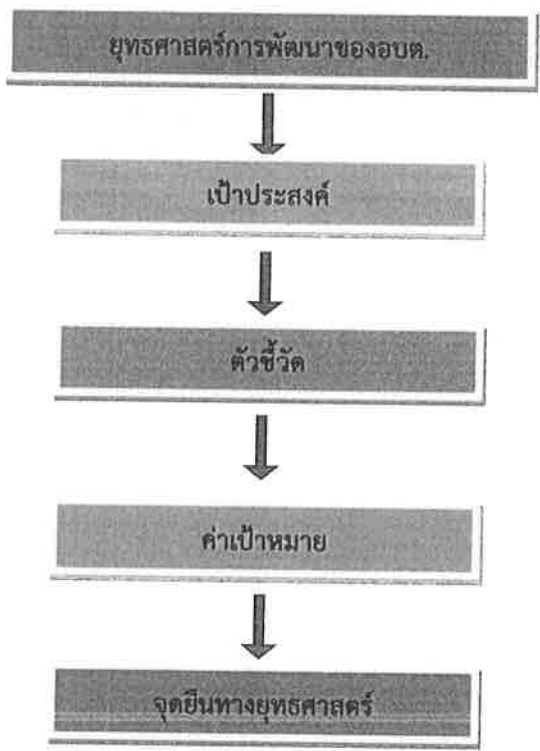 ยุทธศาสตร์การพัฒนาของอบต.
เป้าประสงค์
ตัวชี้วัด
ค่าเป้าหมาย
จุดยืนทางยุทธศาสตร์